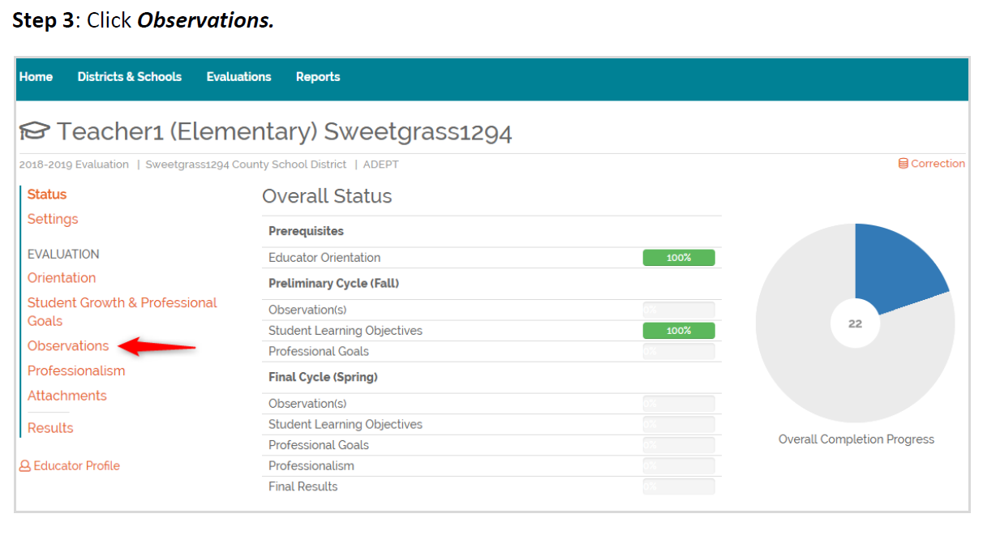 Step 3: Click Observations.
Home Districts & Schools Evaluations Reports
Teacher1 (Elementary) Sweetgrass1294
2018-2019 Evaluation | Sweetgrass1294 County School District | ADEPT
Correction
Status
Settings
EVALUATION
Orientation
Student Growth & Professional
Goals
Observations
Professionalism
Attachments
Results
Educator Profile
Overall Status
Prerequisites
Educator Orientation 100%
Preliminary Cycle (Fall)
Observation(s) 0%
Student Learning Objectives 100%
Professional Goals 0%
Final Cycle (Spring)
Observation(s) 0%
Student Learning Objectives 0%
Professional Goals 0%
Professionalism 0%
Final Results 0%
22
Overall Completion Progress